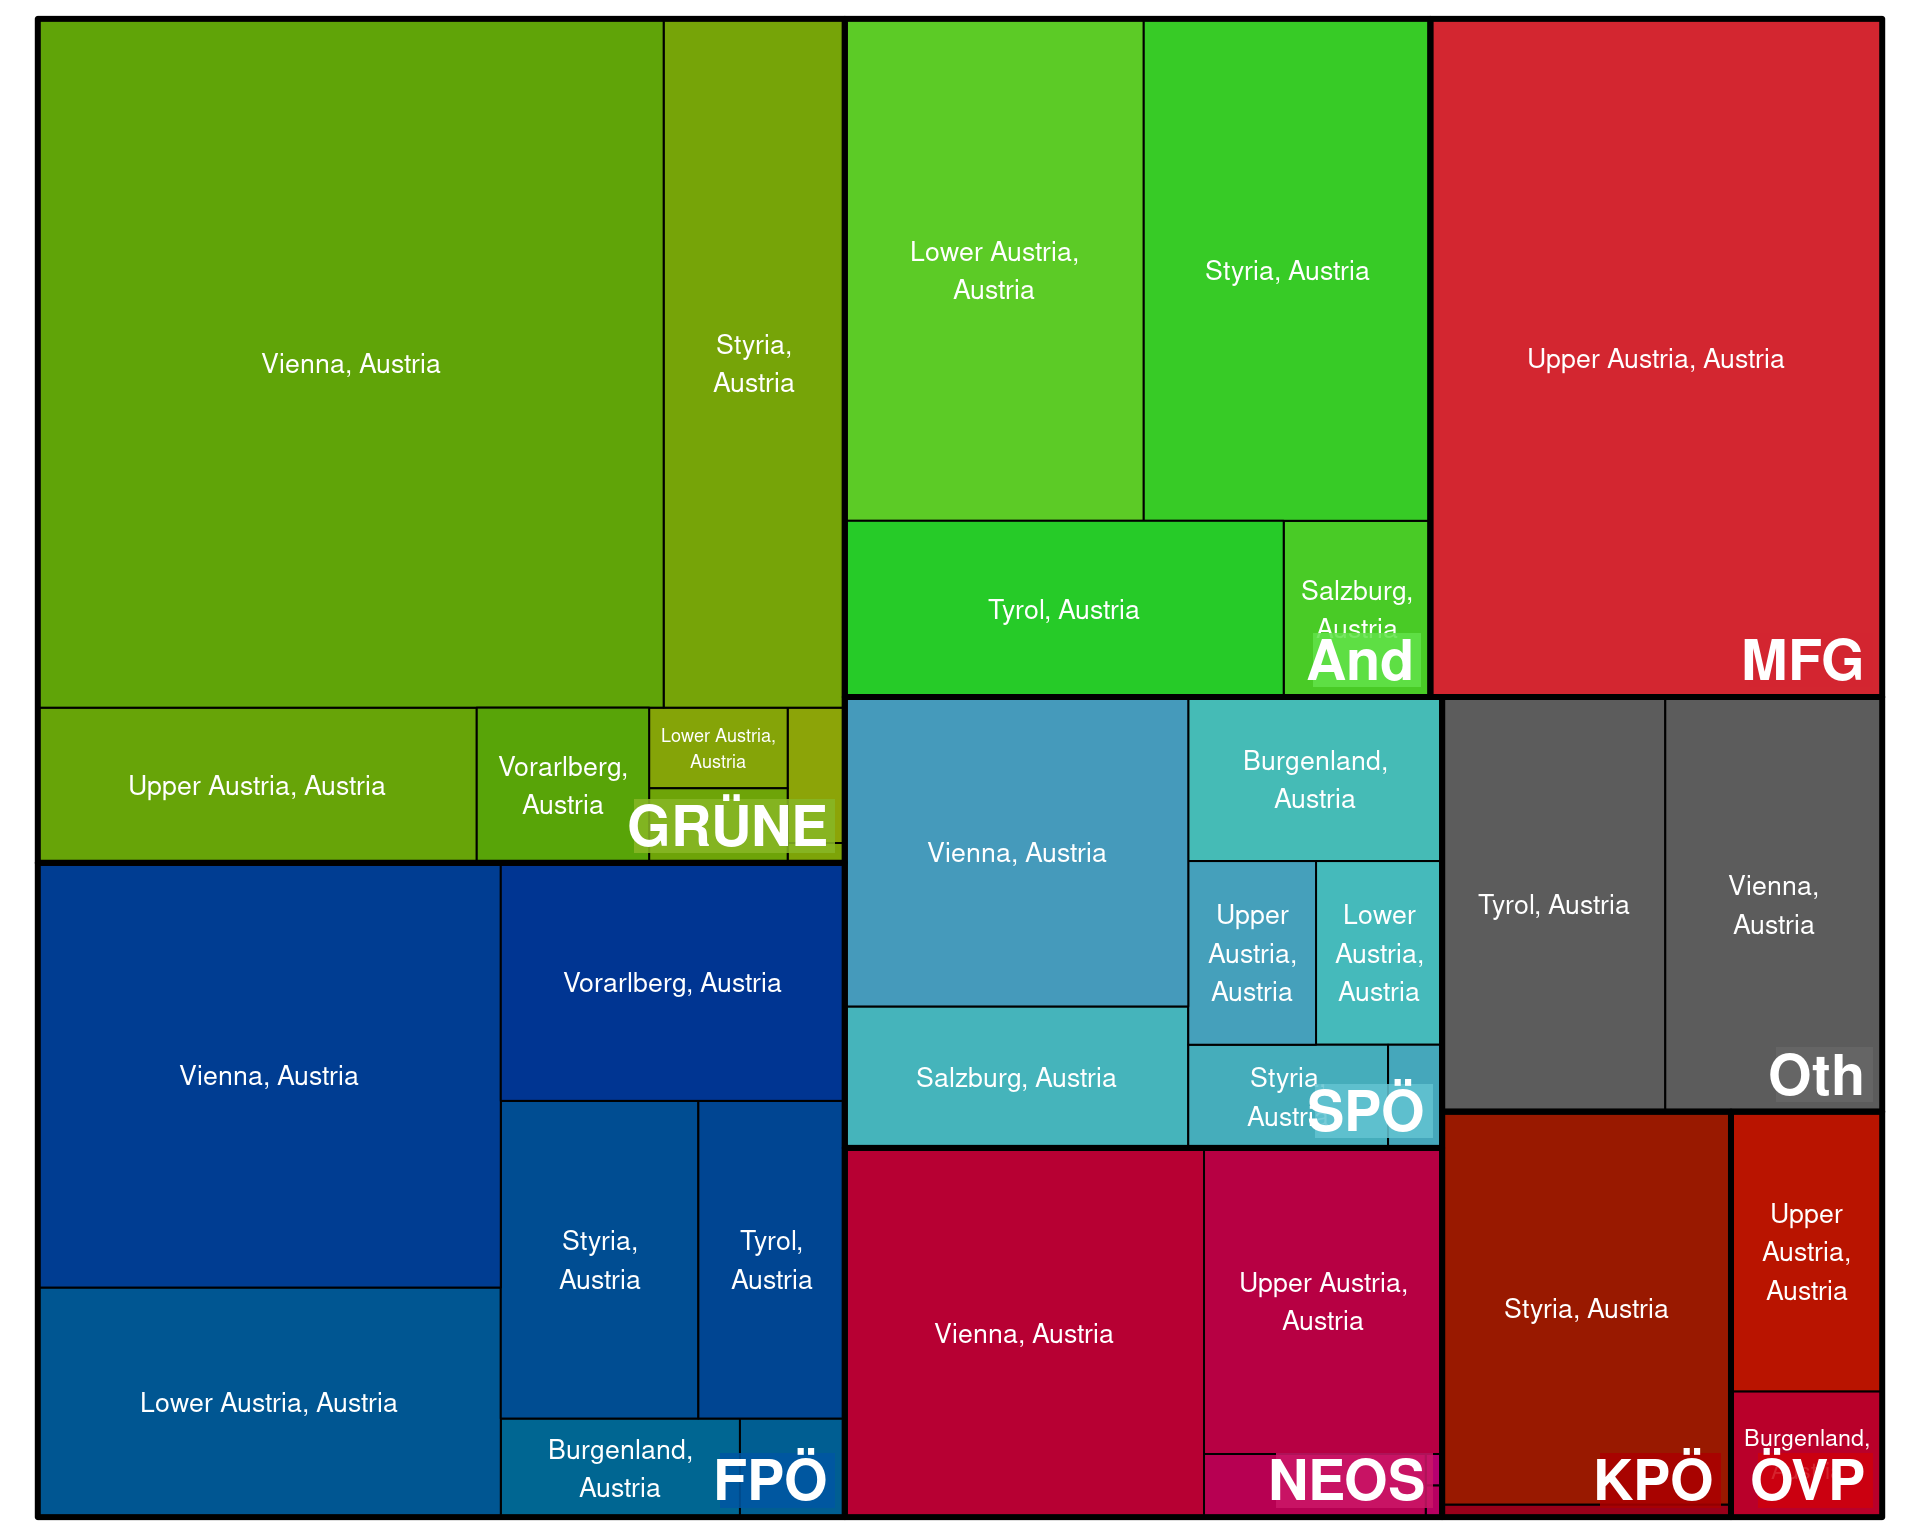 Vienna, Austria
Styria,
Austria
Upper Austria, Austria
Vorarlberg,
Austria
Lower Austria,
Austria
GRÜNE
Lower Austria,
Austria
Styria, Austria
Tyrol, Austria
Salzburg,
Austria
And
Upper Austria, Austria
MFG
Vienna, Austria
Vorarlberg, Austria
Styria,
Austria
Tyrol,
Austria
Lower Austria, Austria
Burgenland,
Austria
FPÖ
Vienna, Austria
Burgenland,
Austria
Upper
Austria,
Austria
Lower
Austria,
Austria
Salzburg, Austria
Styria,
Austria
SPÖ
Tyrol, Austria
Vienna,
Austria
Oth
Vienna, Austria
Upper Austria,
Austria
NEOS
Styria, Austria
KPÖ
Upper
Austria,
Austria
Burgenland,
ÖVP